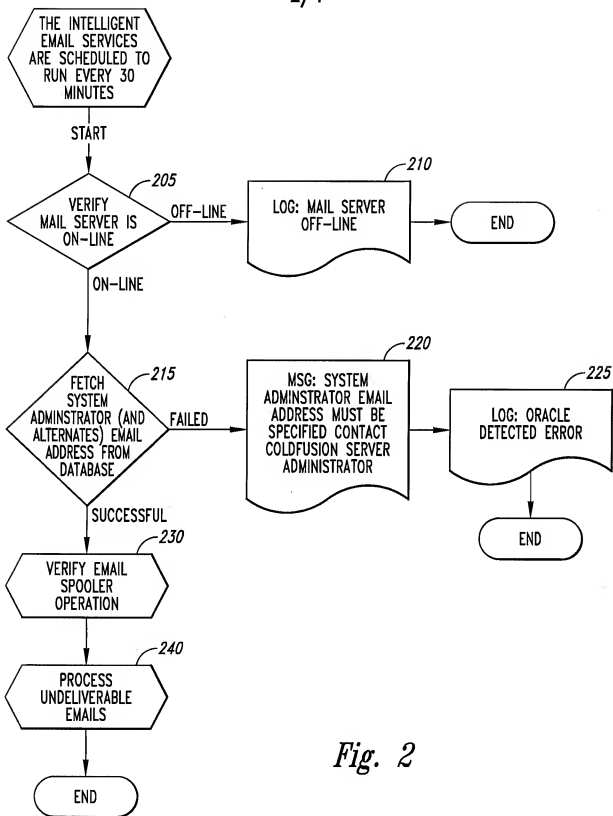 THE INTELLIGENT
EMAIL SERVICES
ARE SCHEDULED TO
RUN EVERY 30
MINUTES
START
205
VERIFY
MAIL SERVER IS
ON-LINE
OFF-LINE
210
LOG: MAIL SERVER
OFF-LINE
END
ON-LINE
215
FETCH
SYSTEM
ADMINSTRATOR (AND
ALTERNATES) EMAIL
ADDRESS FROM
DATABASE
FAILED
220
MSG: SYSTEM
ADMINSTRATOR EMAIL
ADDRESS MUST BE
SPECIFIED CONTACT
COLDFUSION SERVER
ADMINISTRATOR
225
LOG: ORACLE
DETECTED ERROR
END
SUCCESSFUL
230
VERIFY EMAIL
SPOOLER
OPERATION
240
PROCESS
UNDELIVERABLE
EMAILS
END
Fig. 2